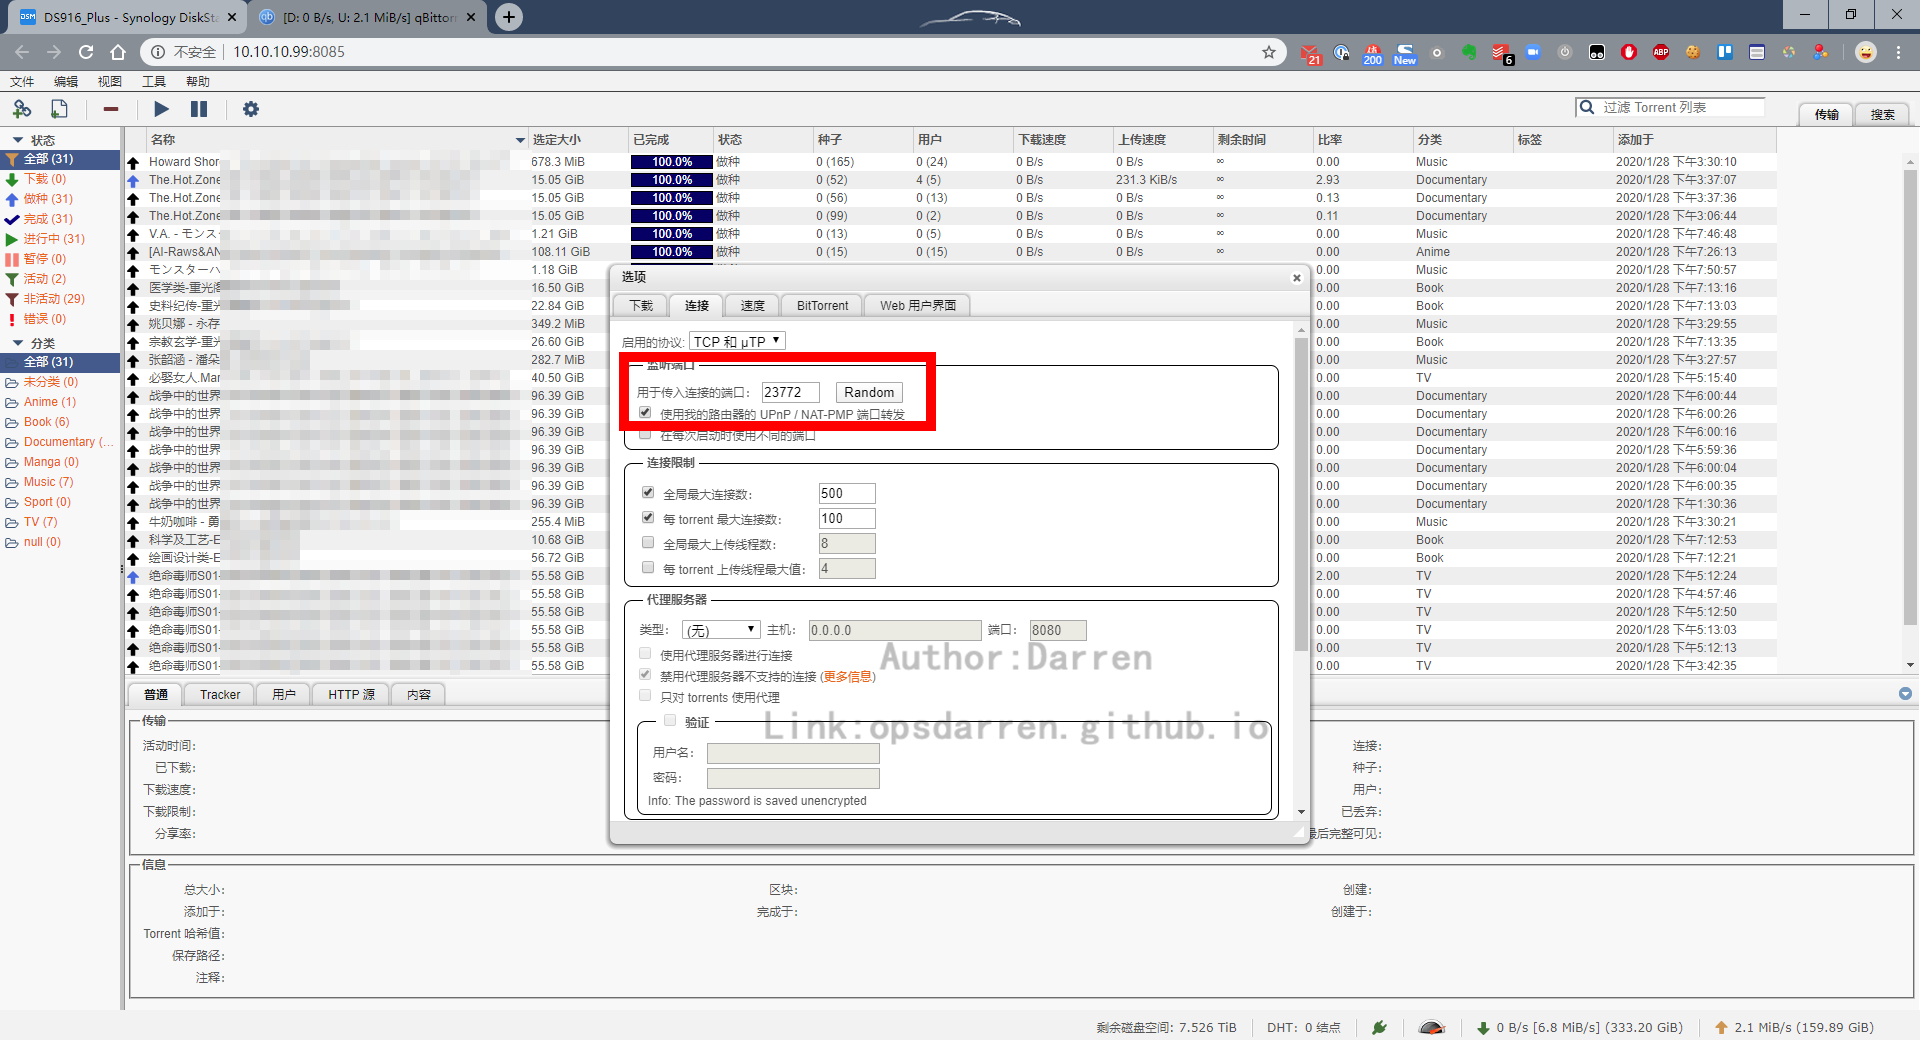 DS916_Plus - Synology DiskSta
[D: 0 B/s, U: 2.1 MiB/s] qBittorr
不安全 10.10.10.99:8085
21 200 New 6 ABP
文件 编辑 视图 工具 帮助
过滤 Torrent 列表 传输 搜索
状态
全部 (31)
下载 (0)
做种 (31)
完成 (31)
进行中 (31)
暂停 (0)
活动 (2)
非活动 (29)
错误 (0)
分类
全部 (31)
未分类 (0)
Anime (1)
Book (6)
Documentary (...
Manga (0)
Music (7)
Sport (0)
TV (7)
null (0)
名称 选定大小 已完成 状态 种子 用户 下载速度 上传速度 剩余时间 比率 分类 标签 添加于
Howard Shor 678.3 MiB 100.0% 做种 0 (165) 0 (24) 0 B/s 0 B/s ∞ 0.00 Music 2020/1/28 下午3:30:10
The.Hot.Zone 15.05 GiB 100.0% 做种 0 (52) 4 (5) 0 B/s 231.3 KiB/s ∞ 2.93 Documentary 2020/1/28 下午3:37:07
The.Hot.Zone 15.05 GiB 100.0% 做种 0 (56) 0 (13) 0 B/s 0 B/s ∞ 0.13 Documentary 2020/1/28 下午3:37:36
The.Hot.Zone 15.05 GiB 100.0% 做种 0 (99) 0 (2) 0 B/s 0 B/s ∞ 0.11 Documentary 2020/1/28 下午3:06:44
V.A. - モンス 2.21 GiB 100.0% 做种 0 (13) 0 (5) 0 B/s 0 B/s ∞ 0.00 Music 2020/1/28 下午7:46:48
[AI-Raws&AN 108.11 GiB 100.0% 做种 0 (15) 0 (15) 0 B/s 0 B/s ∞ 0.00 Anime 2020/1/28 下午7:26:13
モンスターハ 1.18 GiB 0.00 Music 2020/1/28 下午7:50:57
医学类-重光阁 16.50 GiB 0.00 Book 2020/1/28 下午7:13:16
史料纪传-重光 22.84 GiB 0.00 Book 2020/1/28 下午7:13:03
姚贝娜 - 永存 349.2 MiB 0.00 Music 2020/1/28 下午3:29:55
宗教玄学-重光 26.60 GiB 0.00 Book 2020/1/28 下午7:13:35
张韶涵 - 潘朵 282.7 MiB 0.00 Music 2020/1/28 下午3:27:57
必娶女人.Mar 40.50 GiB 0.00 TV 2020/1/28 下午5:15:40
战争中的世界 96.39 GiB 0.00 Documentary 2020/1/28 下午6:00:44
战争中的世界 96.39 GiB 0.00 Documentary 2020/1/28 下午6:00:26
战争中的世界 96.39 GiB 0.00 Documentary 2020/1/28 下午6:00:16
战争中的世界 96.39 GiB 0.00 Documentary 2020/1/28 下午5:59:36
战争中的世界 96.39 GiB 0.00 Documentary 2020/1/28 下午6:00:04
战争中的世界 96.39 GiB 0.00 Documentary 2020/1/28 下午6:00:35
战争中的世界 96.39 GiB 0.00 Documentary 2020/1/28 下午1:30:36
牛奶咖啡 - 勇 255.4 MiB 0.00 Music 2020/1/28 下午3:30:21
科学及工艺-E 10.68 GiB 0.00 Book 2020/1/28 下午7:12:53
绘画设计类-E 56.72 GiB 0.00 Book 2020/1/28 下午7:12:21
绝命毒师S01- 55.58 GiB 2.00 TV 2020/1/28 下午5:12:24
绝命毒师S01- 55.58 GiB 0.00 TV 2020/1/28 下午4:57:46
绝命毒师S01- 55.58 GiB 0.00 TV 2020/1/28 下午5:12:50
绝命毒师S01- 55.58 GiB 0.00 TV 2020/1/28 下午5:13:03
绝命毒师S01- 55.58 GiB 0.00 TV 2020/1/28 下午5:12:13
绝命毒师S01- 55.58 GiB 0.00 TV 2020/1/28 下午3:42:35
选项
下载 连接 速度 BitTorrent Web 用户界面
启用的协议: TCP 和 μTP
监听端口
用于传入连接的端口: 23772 Random
使用我的路由器的 UPnP / NAT-PMP 端口转发
在每次启动时使用不同的端口
连接限制
全局最大连接数: 500
每 torrent 最大连接数: 100
全局最大上传线程数: 8
每 torrent 上传线程最大值: 4
代理服务器
类型: (无) 主机: 0.0.0.0 端口: 8080
使用代理服务器进行连接
禁用代理服务器不支持的连接 (更多信息)
只对 torrents 使用代理
验证
用户名:
密码:
Info: The password is saved unencrypted
Author:Darren
Link:opsdarren.github.io
普通 Tracker 用户 HTTP 源 内容
传输
活动时间: 连接:
已下载: 种子:
下载速度: 用户:
下载限制: 已丢弃:
分享率: 最后完整可见:
信息
总大小: 区块: 创建:
添加于: 完成于: 创建于:
Torrent 哈希值:
保存路径:
注释:
剩余磁盘空间: 7.526 TiB DHT: 0 结点 0 B/s [6.8 MiB/s] (333.20 GiB) 2.1 MiB/s (159.89 GiB)